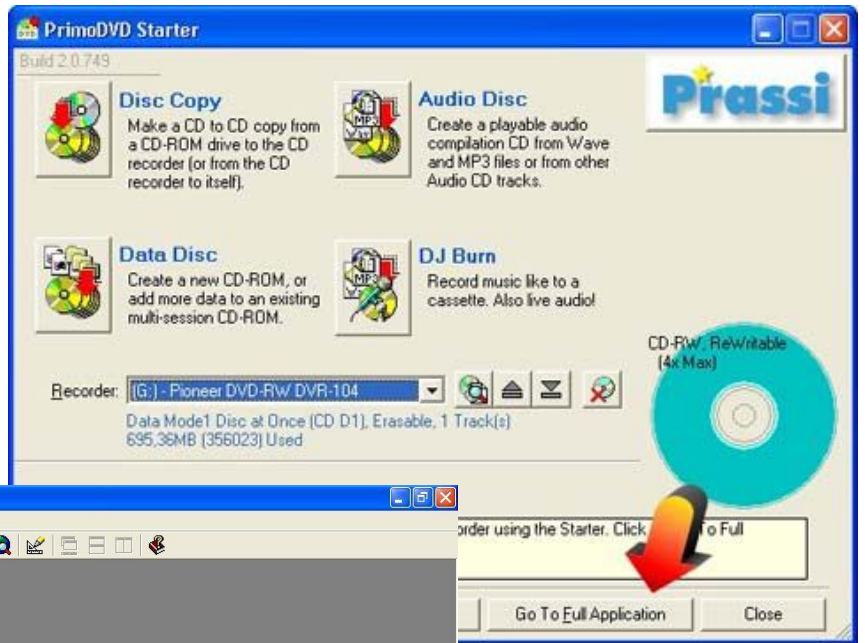 PrimoDVD Starter
Build 2.0.749
Prassi
Disc Copy
Make a CD to CD copy from
a CD-ROM drive to the CD
recorder (or from the CD
recorder to itself).
Audio Disc
Create a playable audio
compilation CD from Wave
and MP3 files or from other
Audio CD tracks.
Data Disc
Create a new CD-ROM, or
add more data to an existing
multi-session CD-ROM.
DJ Burn
Record music like to a
cassette. Also live audio!
CD-RW, ReWritable
(4x Max)
Recorder: (G:) - Pioneer DVD-RW DVR-104
Data Mode1 Disc at Once (CD D1), Erasable, 1 Track(s)
695,36MB (356023) Used
order using the Starter. Click o Full
Go To Full Application
Close